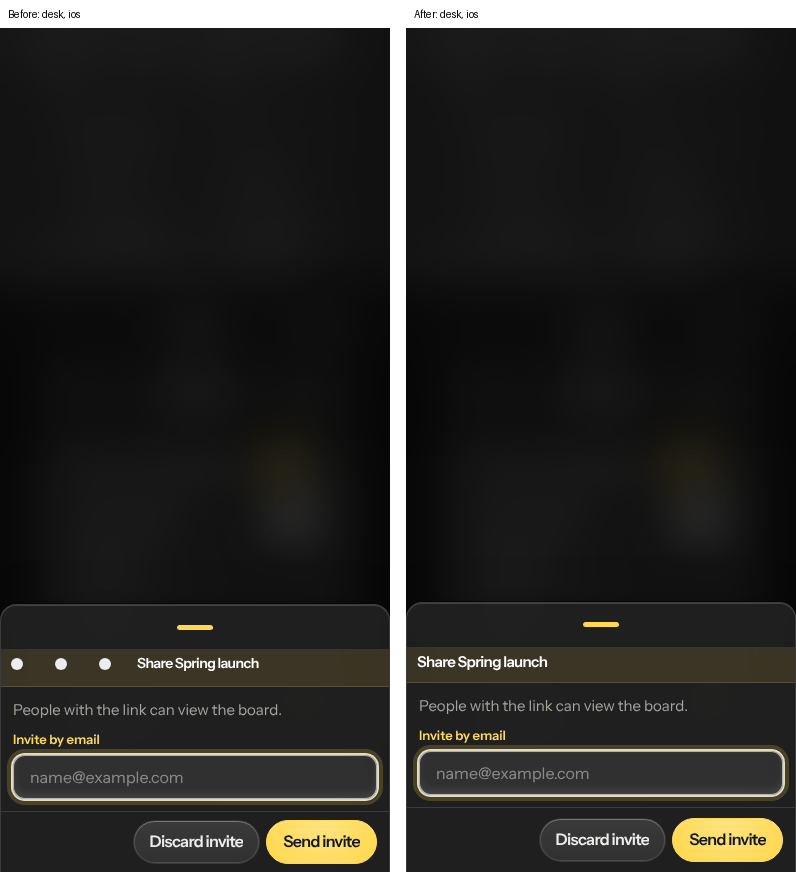 Before: desk, ios
After: desk, ios
Share Spring launch
People with the link can view the board.
Invite by email
name@example.com
Discard invite
Send invite
Share Spring launch
People with the link can view the board.
Invite by email
name@example.com
Discard invite
Send invite